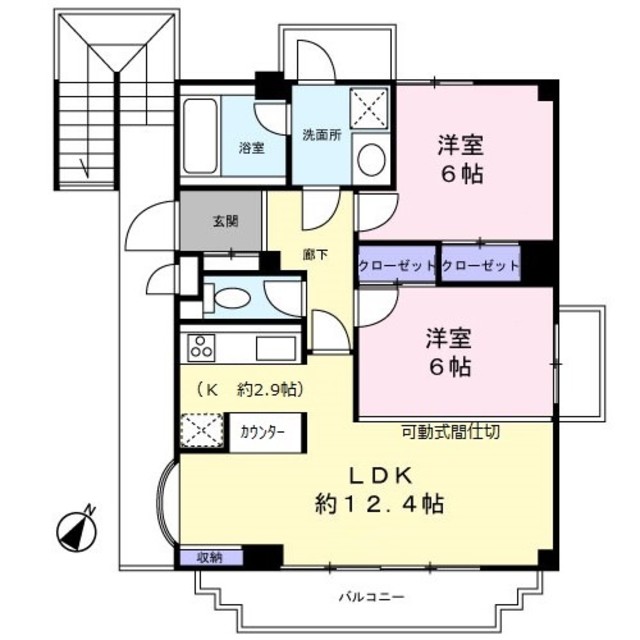 洗面所
浴室
洋室
6帖
玄関
廊下
クローゼット
クローゼット
洋室
6帖
(K 約2.9帖)
カウンター
可動式間仕切
LDK
約12.4帖
N
収納
バルコニー